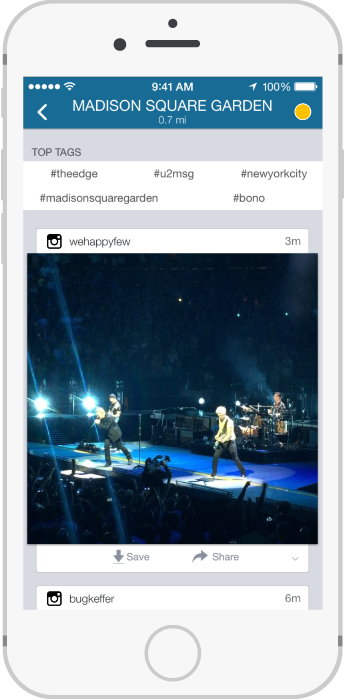 9:41 AM 100%
MADISON SQUARE GARDEN
0.7 mi
TOP TAGS
#theedge #u2msg #newyorkcity
#madisonsquaregarden #bono
wehappyfew 3m
Save Share
bugkeffer 6m